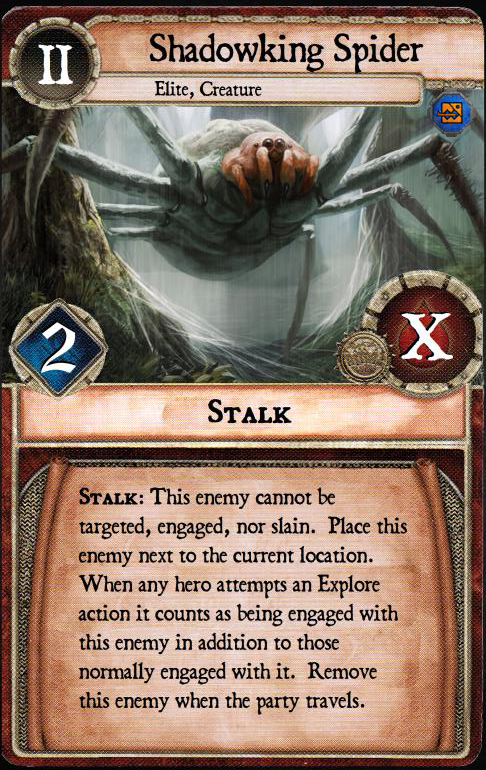 II
Shadowking Spider
Elite, Creature
2
X
STALK
STALK: This enemy cannot be
targeted, engaged, nor slain. Place this
enemy next to the current location.
When any hero attempts an Explore
action it counts as being engaged with
this enemy in addition to those
normally engaged with it. Remove
this enemy when the party travels.